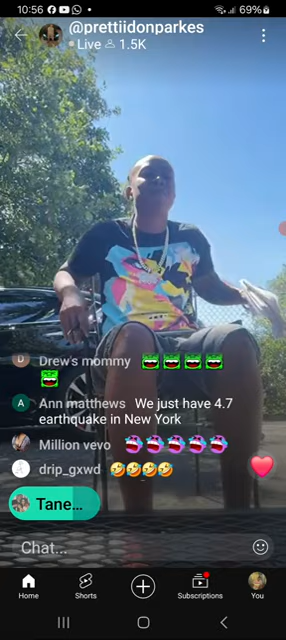 10:56
69%
@prettiidonparkes
Live 1.5K
Drew's mommy
Ann matthews We just have 4.7
earthquake in New York
Million vevo
drip_gxwd
Tane...
Chat...
Home Shorts Subscriptions You